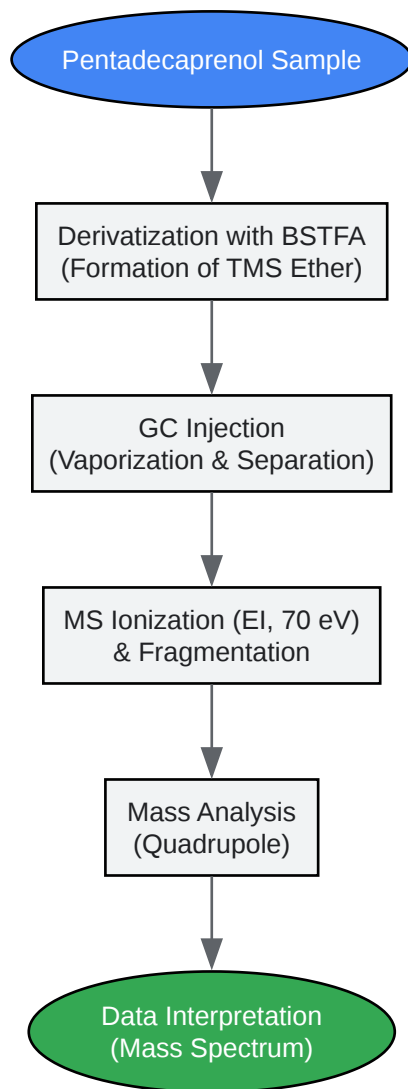 Pentadecaprenol Sample
Derivatization with BSTFA
(Formation of TMS Ether)
GC Injection
(Vaporization & Separation)
MS Ionization (EI, 70 eV)
& Fragmentation
Mass Analysis
(Quadrupole)
Data Interpretation
(Mass Spectrum)